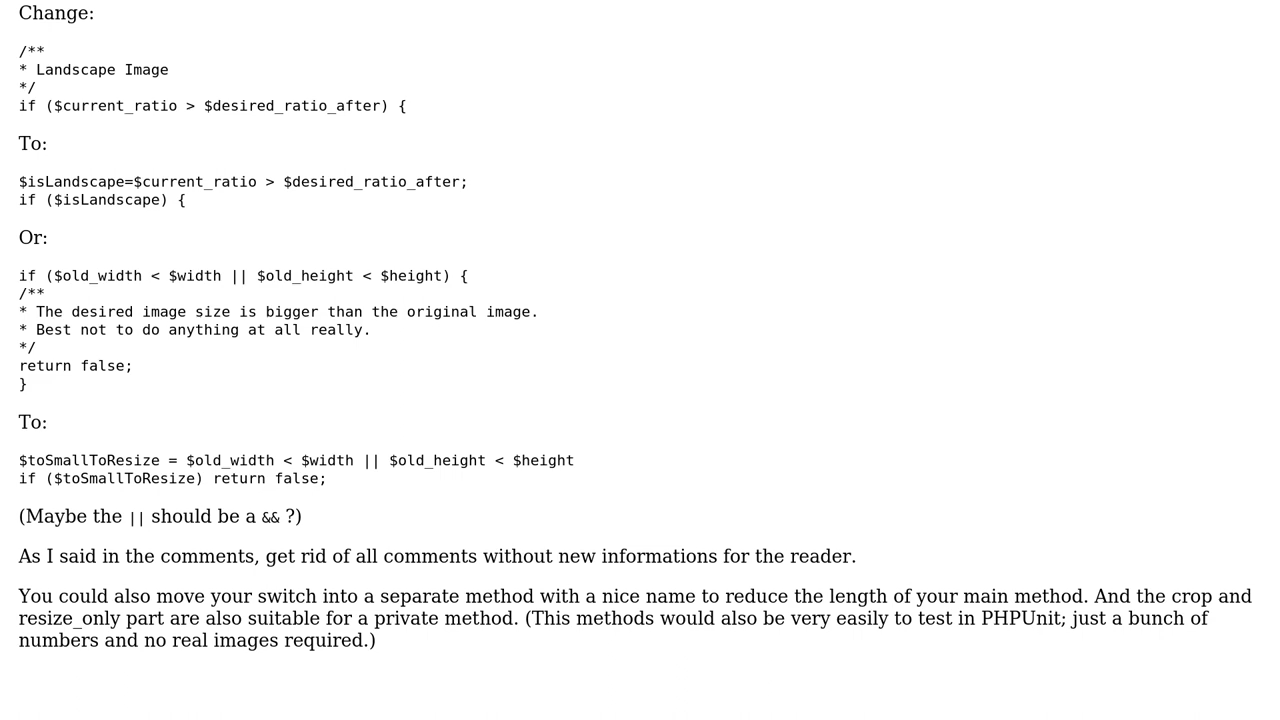 Change:
/**
* Landscape Image
*/
if ($current_ratio > $desired_ratio_after) {
To:
$isLandscape=$current_ratio > $desired_ratio_after;
if ($isLandscape) {
Or:
if ($old_width < $width || $old_height < $height) {
/**
* The desired image size is bigger than the original image.
* Best not to do anything at all really.
*/
return false;
}
To:
$toSmallToResize = $old_width < $width || $old_height < $height
if ($toSmallToResize) return false;
(Maybe the || should be a && ?)
As I said in the comments, get rid of all comments without new informations for the reader.
You could also move your switch into a separate method with a nice name to reduce the length of your main method. And the crop and
resize_only part are also suitable for a private method. (This methods would also be very easily to test in PHPUnit; just a bunch of
numbers and no real images required.)